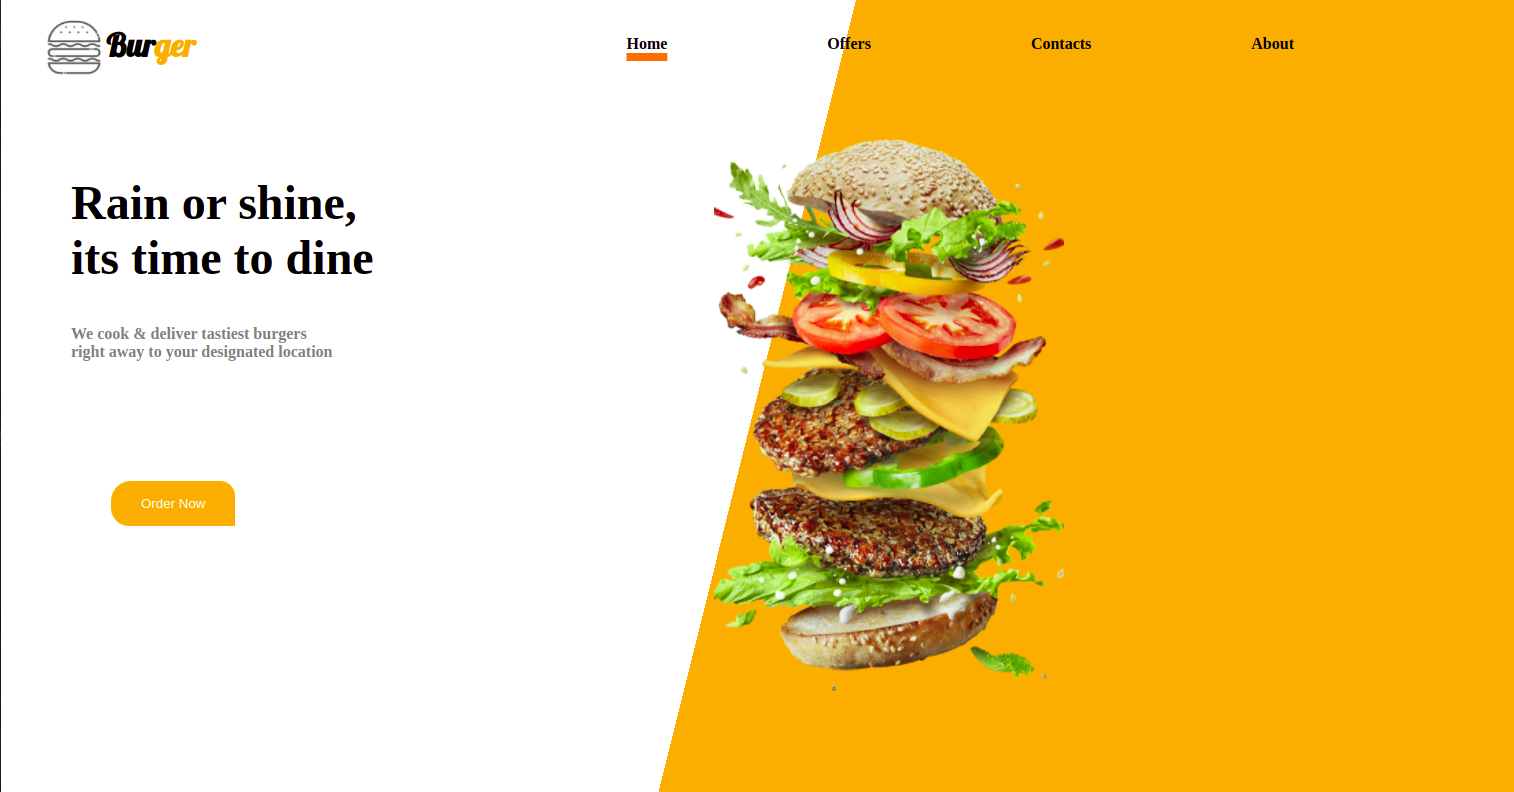 Burger
Home Offers Contacts About
Rain or shine,
its time to dine
We cook & deliver tastiest burgers
right away to your designated location
Order Now